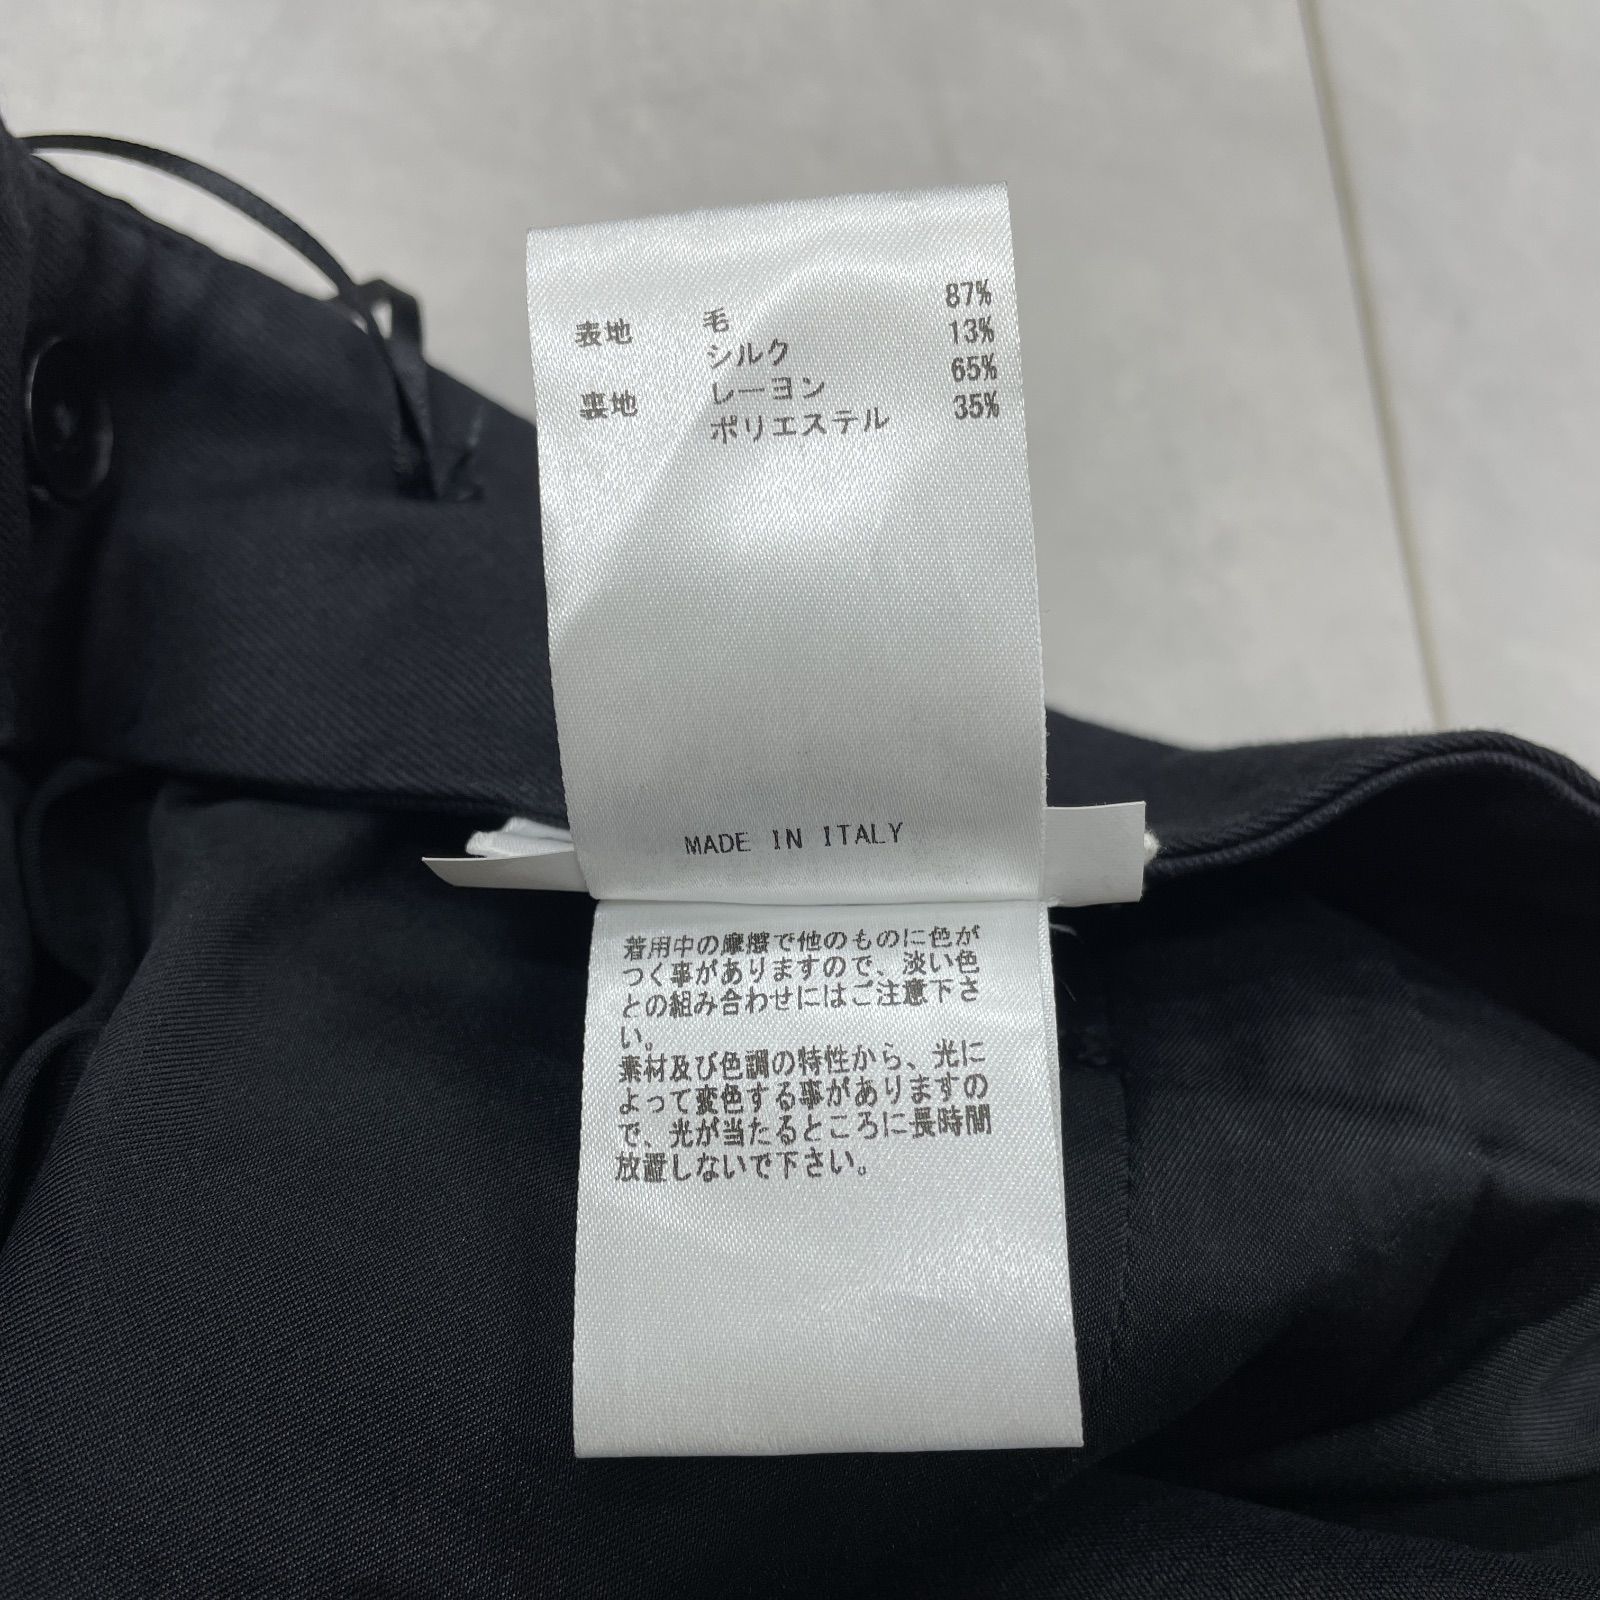 表地 毛 87%
シルク 13%
裏地 レーヨン 65%
ポリエステル 35%
MADE IN ITALY
着用中の摩擦で他のものに色が
つく事がありますので、淡い色
との組み合わせにはご注意下さ
い。
素材及び色調の特性から、光に
よって変色する事がありますの
で、光が当たるところに長時間
放置しないで下さい。